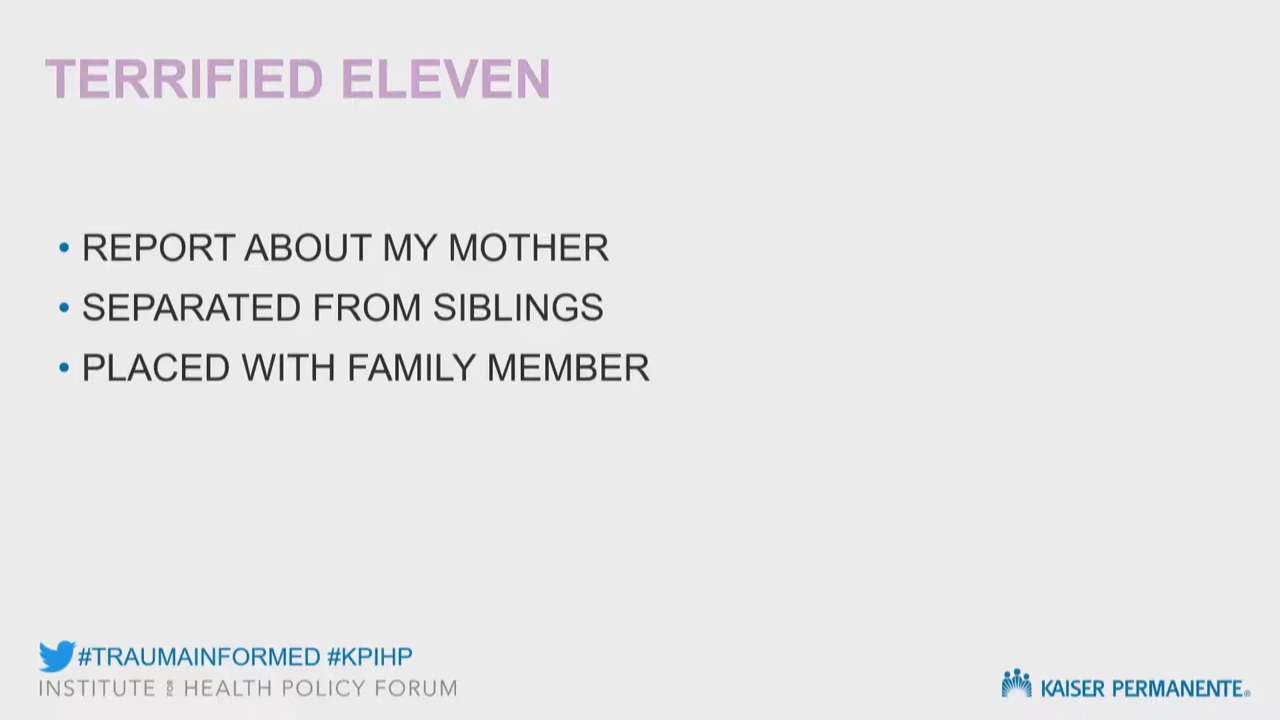 TERRIFIED ELEVEN
• REPORT ABOUT MY MOTHER
• SEPARATED FROM SIBLINGS
• PLACED WITH FAMILY MEMBER
#TRAUMAINFORMED #KPIHP
INSTITUTE FOR HEALTH POLICY FORUM
KAISER PERMANENTE®